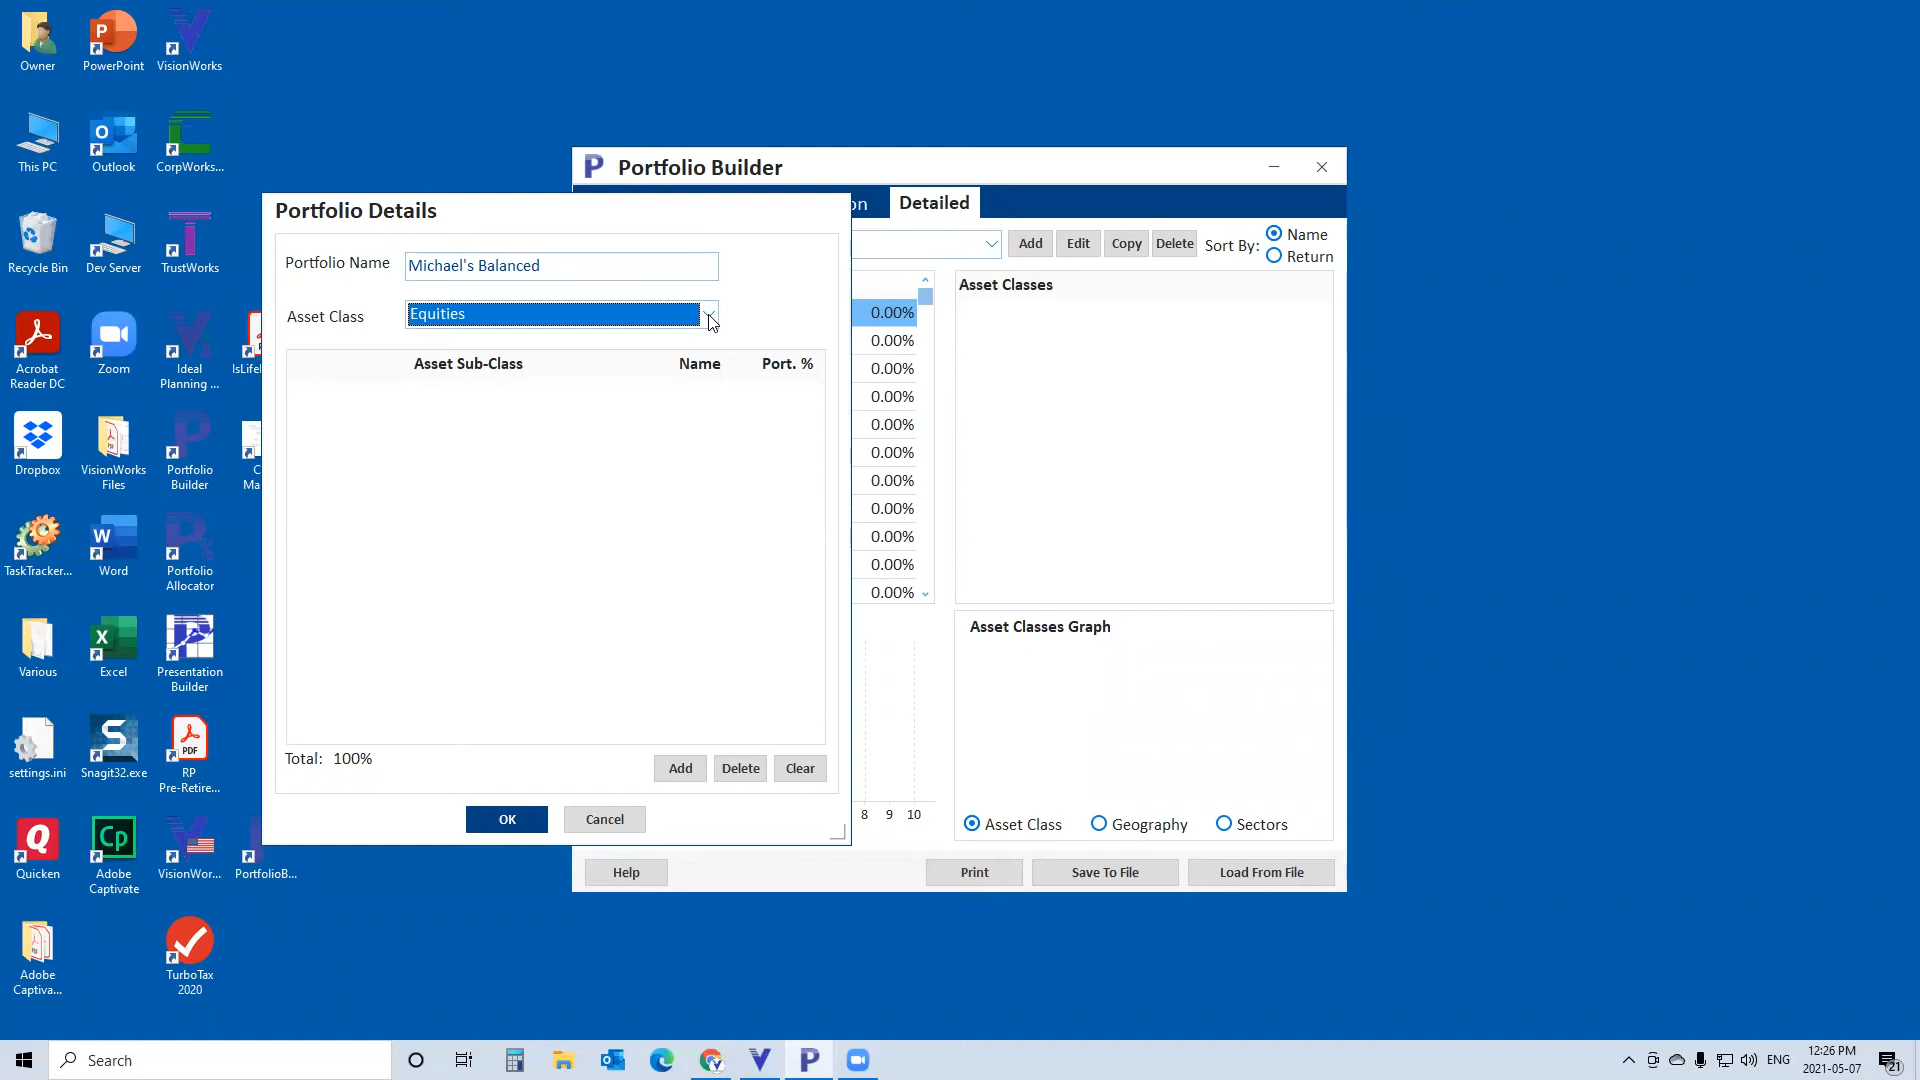 Owner
PowerPoint
VisionWorks
This PC
Outlook
CorpWorks...
Recycle Bin
Dev Server
TrustWorks
Acrobat
Reader DC
Zoom
Ideal
Planning ...
Dropbox
VisionWorks
Files
Portfolio
Builder
TaskTracker...
Word
Portfolio
Allocator
Various
Excel
Presentation
Builder
settings.ini
Snagit32.exe
RP
Pre-Retire...
Quicken
Adobe
Captivate
VisionWor...
PortfolioB...
Adobe
Captiva...
TurboTax
2020
Portfolio Builder
Detailed
Add
Edit
Copy
Delete
Sort By:
Name
Return
0.00%
0.00%
0.00%
0.00%
0.00%
0.00%
0.00%
0.00%
0.00%
0.00%
0.00%
Asset Classes
Asset Classes Graph
8 9 10
Asset Class
Geography
Sectors
Help
Print
Save To File
Load From File
Portfolio Details
Portfolio Name
Michael's Balanced
Asset Class
Equities
Asset Sub-Class
Name
Port. %
Total: 100%
Add
Delete
Clear
OK
Cancel
Search
ENG
12:26 PM
2021-05-07
21